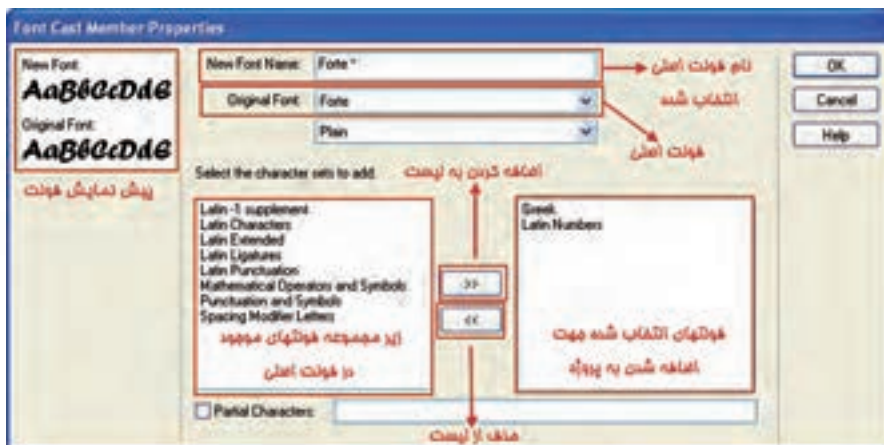 Font Cast Member Properties
New Font:
AaBbCcDdE
Original Font:
AaBbCcDdE
پیش نمایش فونت
New Font Name: Forte *
Original Font: Forte
Plain
نام فونت اصلی
انتخاب شده
فونت اصلی
OK
Cancel
Help
Select the character sets to add.
اضافه کردن به لیست
Latin -1 supplement
Latin Characters
Latin Extended
Latin Ligatures
Latin Punctuation
Mathematical Operators and Symbols
Punctuation and Symbols
Spacing Modifier Letters
زیر مجموعه فونتهای موجود
در فونت اصلی
>>
<<
Greek
Latin Numbers
فونتهای انتخاب شده جهت
اضافه شدن به پروژه
Partial Characters:
حذف از لیست